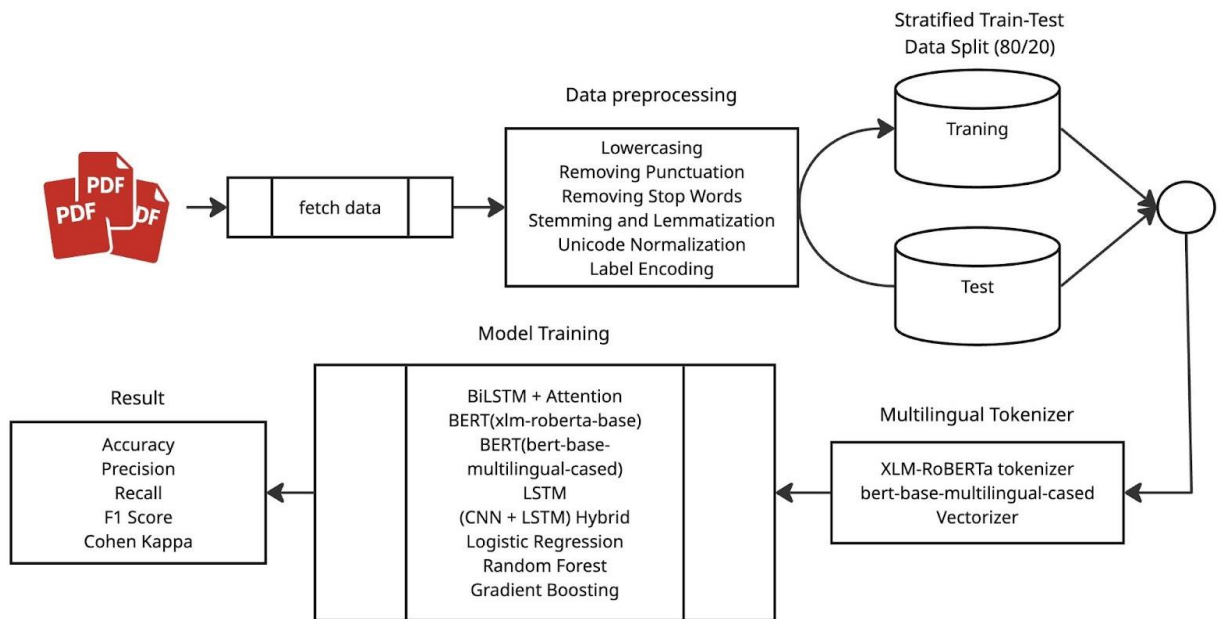 PDF
PDF
DF
fetch data
Data preprocessing
Lowercasing
Removing Punctuation
Removing Stop Words
Stemming and Lemmatization
Unicode Normalization
Label Encoding
Stratified Train-Test
Data Split (80/20)
Traning
Test
Multilingual Tokenizer
XLM-RoBERTa tokenizer
bert-base-multilingual-cased
Vectorizer
Model Training
BiLSTM + Attention
BERT(xlm-roberta-base)
BERT(bert-base-
multilingual-cased)
LSTM
(CNN + LSTM) Hybrid
Logistic Regression
Random Forest
Gradient Boosting
Result
Accuracy
Precision
Recall
F1 Score
Cohen Kappa